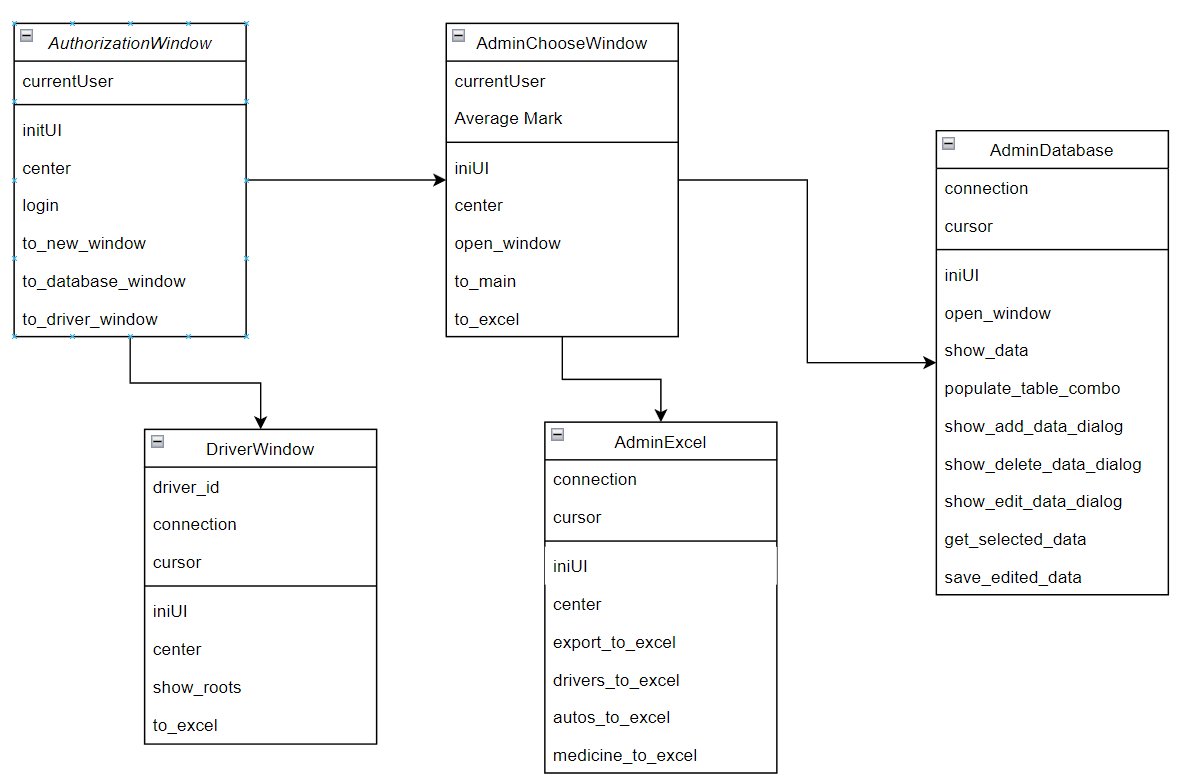 AuthorizationWindow
currentUser
initUI
center
login
to_new_window
to_database_window
to_driver_window
AdminChooseWindow
currentUser
Average Mark
iniUI
center
open_window
to_main
to_excel
AdminDatabase
connection
cursor
iniUI
open_window
show_data
populate_table_combo
show_add_data_dialog
show_delete_data_dialog
show_edit_data_dialog
get_selected_data
save_edited_data
DriverWindow
driver_id
connection
cursor
iniUI
center
show_roots
to_excel
AdminExcel
connection
cursor
iniUI
center
export_to_excel
drivers_to_excel
autos_to_excel
medicine_to_excel